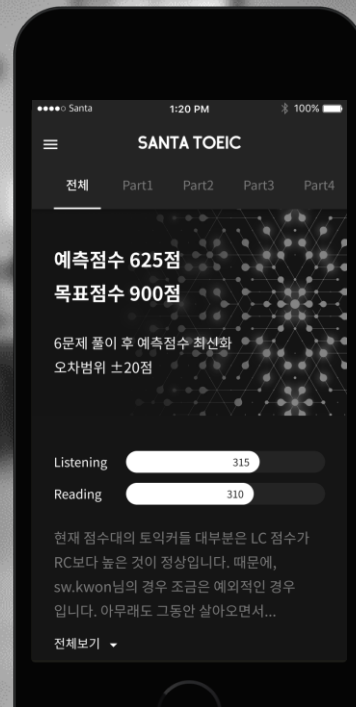 Santa 1:20 PM 100%
SANTA TOEIC
전체 Part1 Part2 Part3 Part4
예측점수 625점
목표점수 900점
6문제 풀이 후 예측점수 최신화
오차범위 ±20점
Listening 315
Reading 310
현재 점수대의 토익커들 대부분은 LC 점수가
RC보다 높은 것이 정상입니다. 때문에,
sw.kwon님의 경우 조금은 예외적인 경우
입니다. 아무래도 그동안 살아오면서...
전체보기